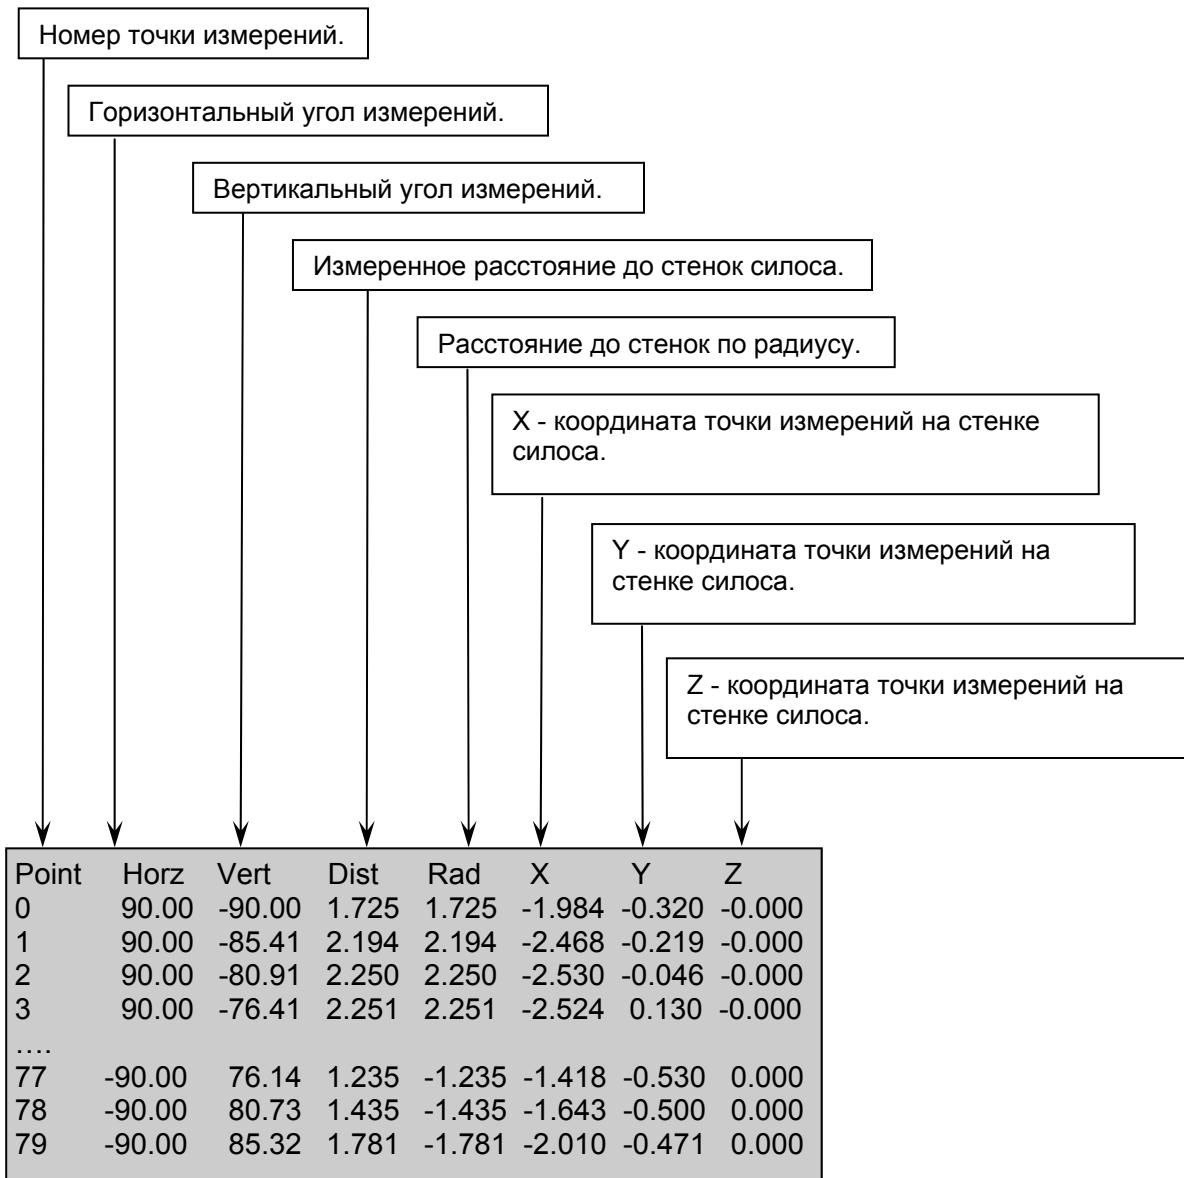 Номер точки измерений.
Горизонтальный угол измерений.
Вертикальный угол измерений.
Измеренное расстояние до стенок силоса.
Расстояние до стенок по радиусу.
X - координата точки измерений на стенке
силоса.
Y - координата точки измерений на
стенке силоса.
Z - координата точки измерений на
стенке силоса.
Point Horz Vert Dist Rad X Y Z
0 90.00 -90.00 1.725 1.725 -1.984 -0.320 -0.000
1 90.00 -85.41 2.194 2.194 -2.468 -0.219 -0.000
2 90.00 -80.91 2.250 2.250 -2.530 -0.046 -0.000
3 90.00 -76.41 2.251 2.251 -2.524 0.130 -0.000
….
77 -90.00 76.14 1.235 -1.235 -1.418 -0.530 0.000
78 -90.00 80.73 1.435 -1.435 -1.643 -0.500 0.000
79 -90.00 85.32 1.781 -1.781 -2.010 -0.471 0.000